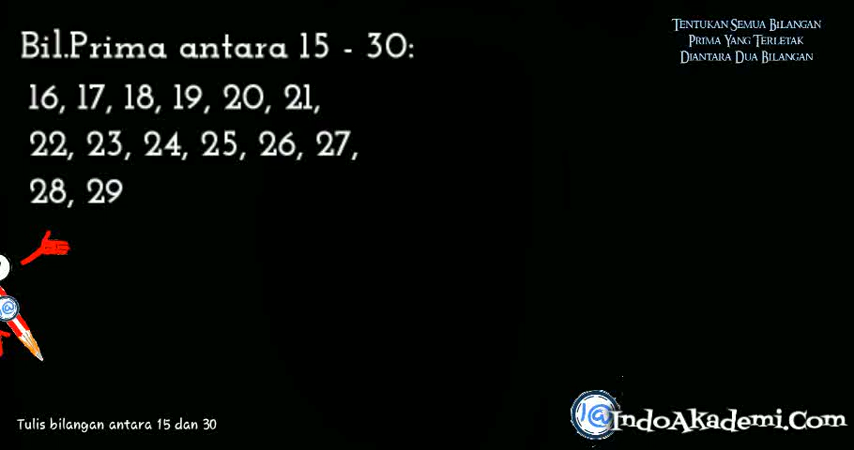 Bil.Prima antara 15 - 30:
16, 17, 18, 19, 20, 21,
22, 23, 24, 25, 26, 27,
28, 29
Tentukan Semua Bilangan
Prima Yang Terletak
Diantara Dua Bilangan
Tulis bilangan antara 15 dan 30
IndoAkademi.Com